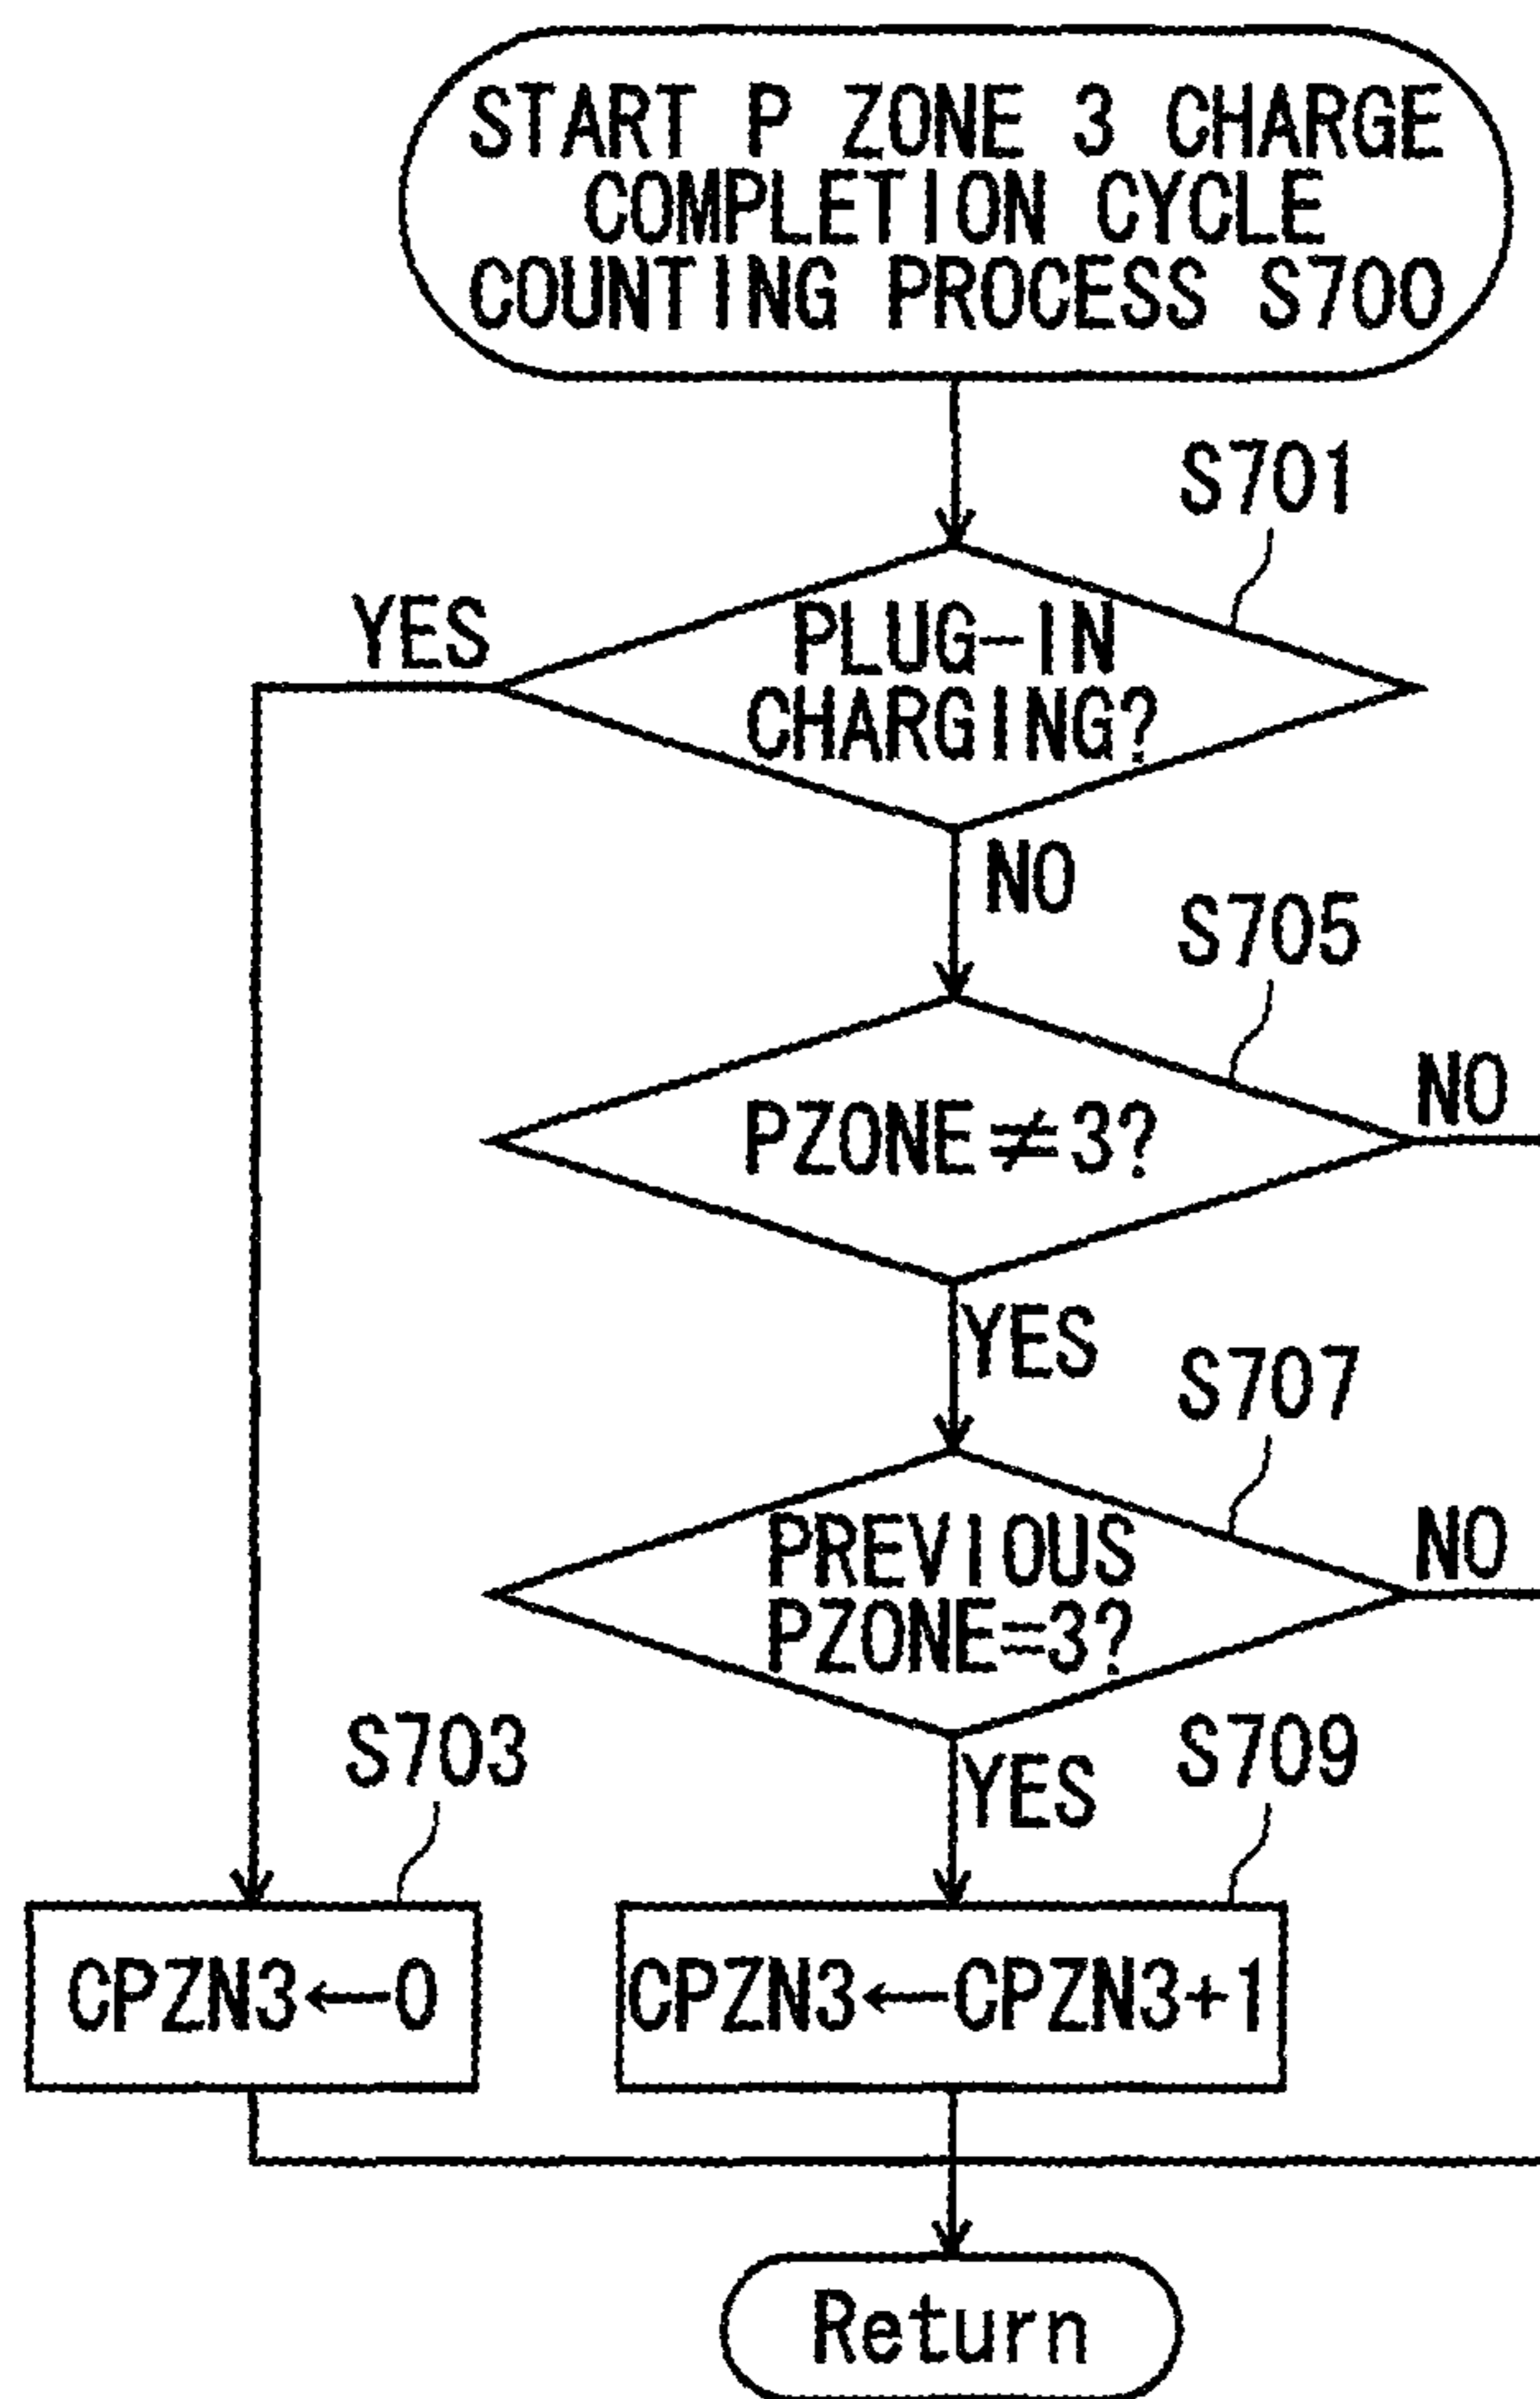 START P ZONE 3 CHARGE
COMPLETION CYCLE
COUNTING PROCESS S700
S701
YES
PLUG-IN
CHARGING?
NO
S705
NO
PZONE≠3?
YES
S707
NO
PREVIOUS
PZONE=3?
S703
YES
S709
CPZN3←0
CPZN3←CPZN3+1
Return